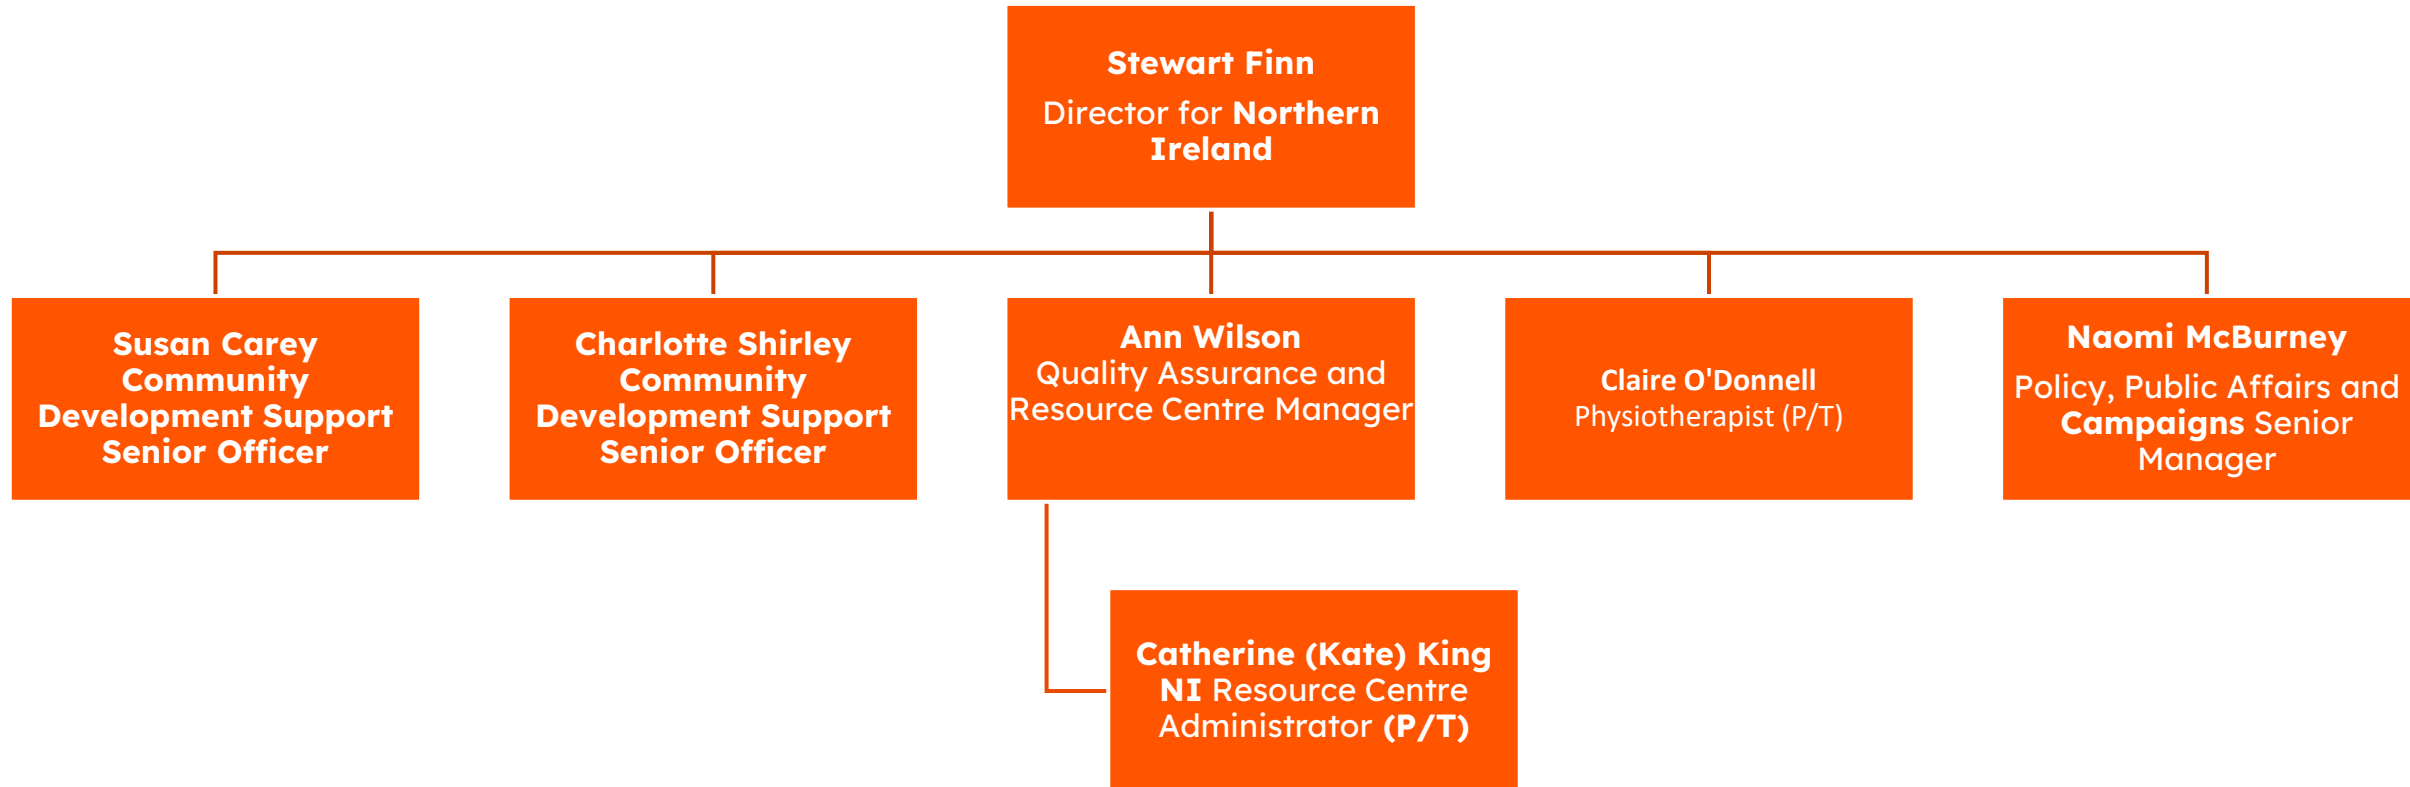 Stewart Finn
Director for Northern
Ireland
Susan Carey
Community
Development Support
Senior Officer
Charlotte Shirley
Community
Development Support
Senior Officer
Ann Wilson
Quality Assurance and
Resource Centre Manager
Claire O'Donnell
Physiotherapist (P/T)
Naomi McBurney
Policy, Public Affairs and
Campaigns Senior
Manager
Catherine (Kate) King
NI Resource Centre
Administrator (P/T)